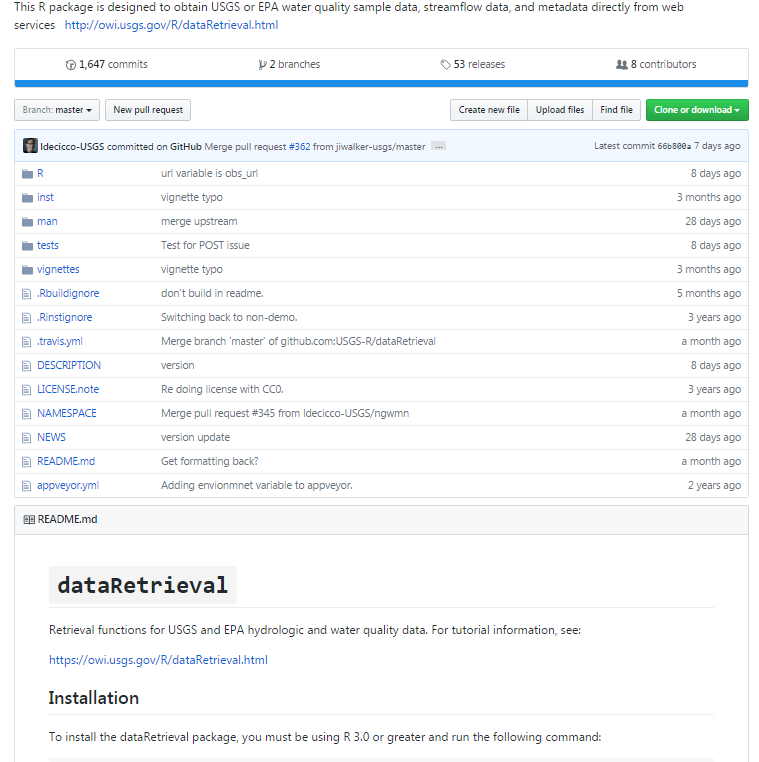 This R package is designed to obtain USGS or EPA water quality sample data, streamflow data, and metadata directly from web
services http://owi.usgs.gov/R/dataRetrieval.html
1,647 commits 2 branches 53 releases 8 contributors
Branch: master New pull request Create new file Upload files Find file Clone or download
ldecicco-USGS committed on GitHub Merge pull request #362 from jiwalker-usgs/master ... Latest commit 66b800a 7 days ago
R url variable is obs_url 8 days ago
inst vignette typo 3 months ago
man merge upstream 28 days ago
tests Test for POST issue 8 days ago
vignettes vignette typo 3 months ago
.Rbuildignore don't build in readme. 5 months ago
.Rinstignore Switching back to non-demo. 3 years ago
.travis.yml Merge branch 'master' of github.com:USGS-R/dataRetrieval a month ago
DESCRIPTION version 8 days ago
LICENSE.note Re doing license with CC0. 3 years ago
NAMESPACE Merge pull request #345 from ldecicco-USGS/ngwmn a month ago
NEWS version update 28 days ago
README.md Get formatting back? a month ago
appveyor.yml Adding envionmnet variable to appveyor. 2 years ago
README.md
dataRetrieval
Retrieval functions for USGS and EPA hydrologic and water quality data. For tutorial information, see:
https://owi.usgs.gov/R/dataRetrieval.html
Installation
To install the dataRetrieval package, you must be using R 3.0 or greater and run the following command: